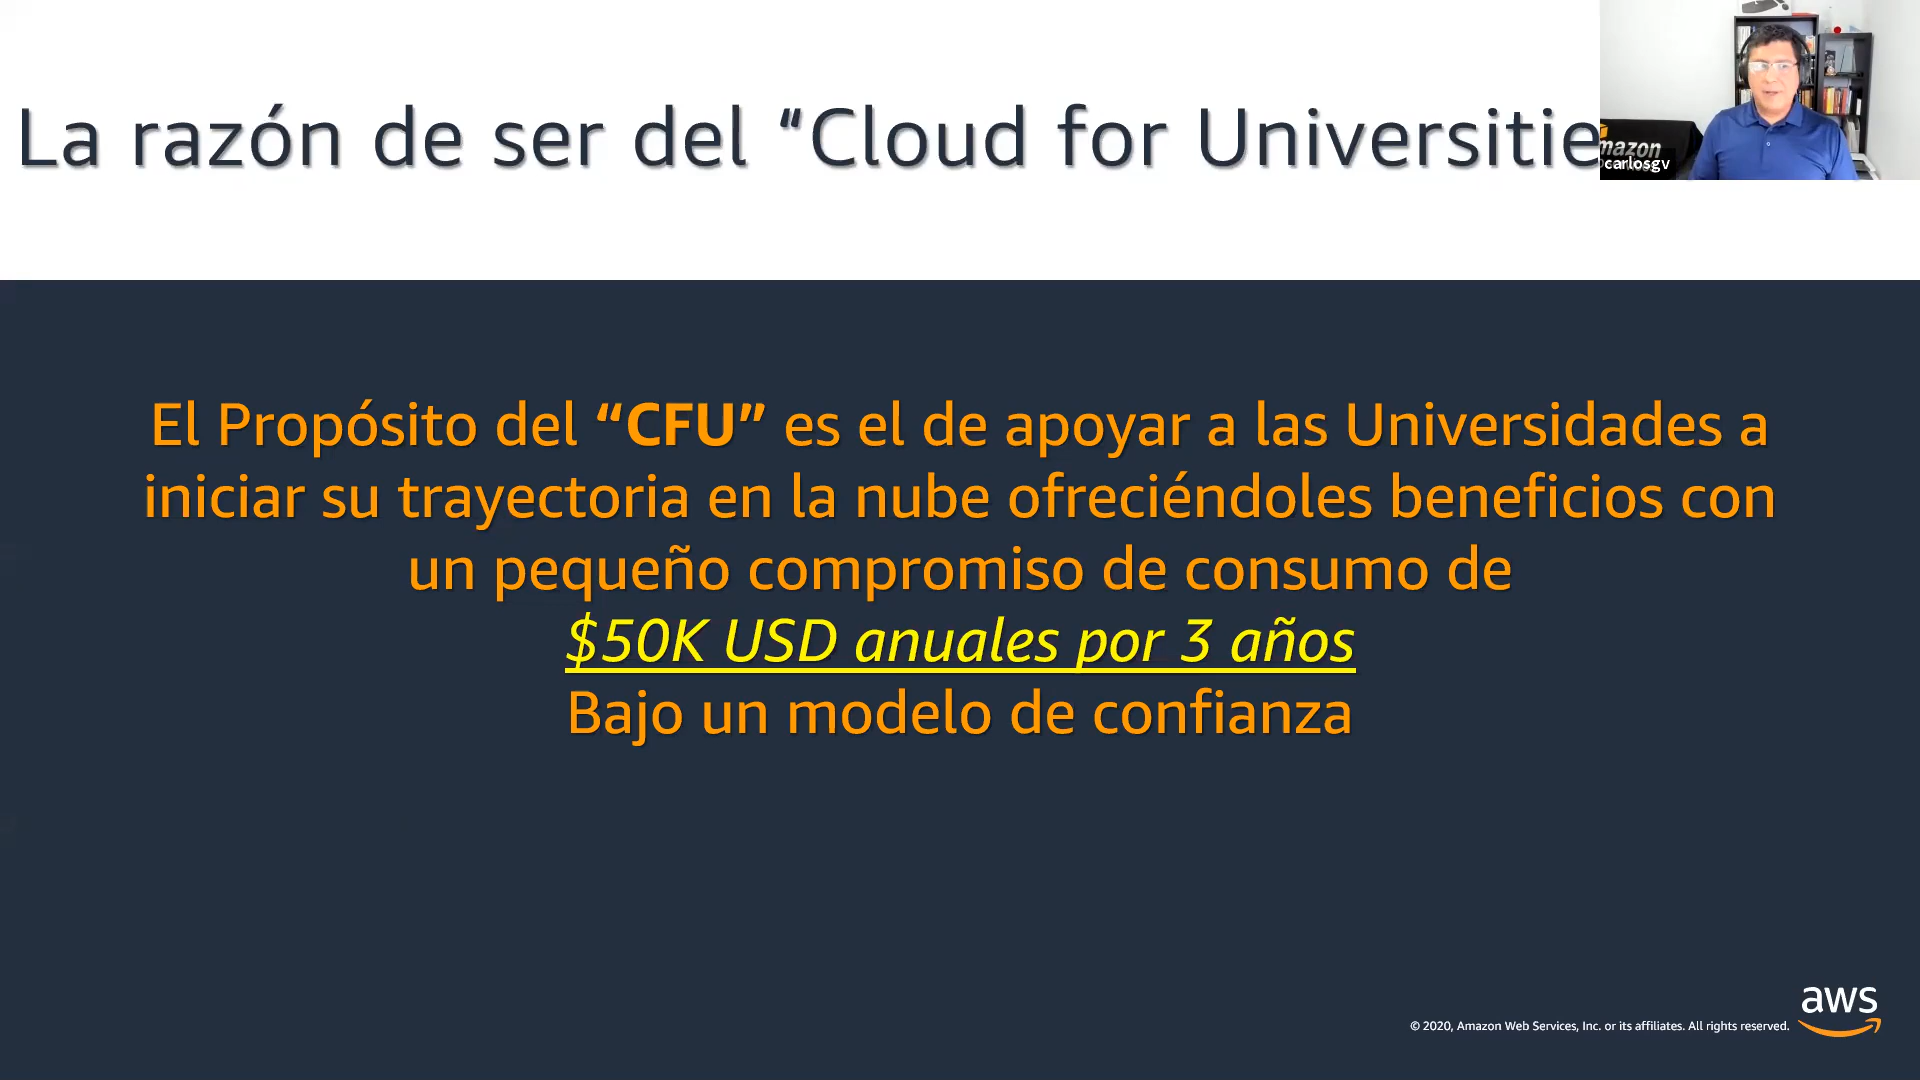 La razón de ser del “Cloud for Universitie
mazon
carlosgv
El Propósito del “CFU” es el de apoyar a las Universidades a
iniciar su trayectoria en la nube ofreciéndoles beneficios con
un pequeño compromiso de consumo de
$50K USD anuales por 3 años
Bajo un modelo de confianza
aws
© 2020, Amazon Web Services, Inc. or its affiliates. All rights reserved.